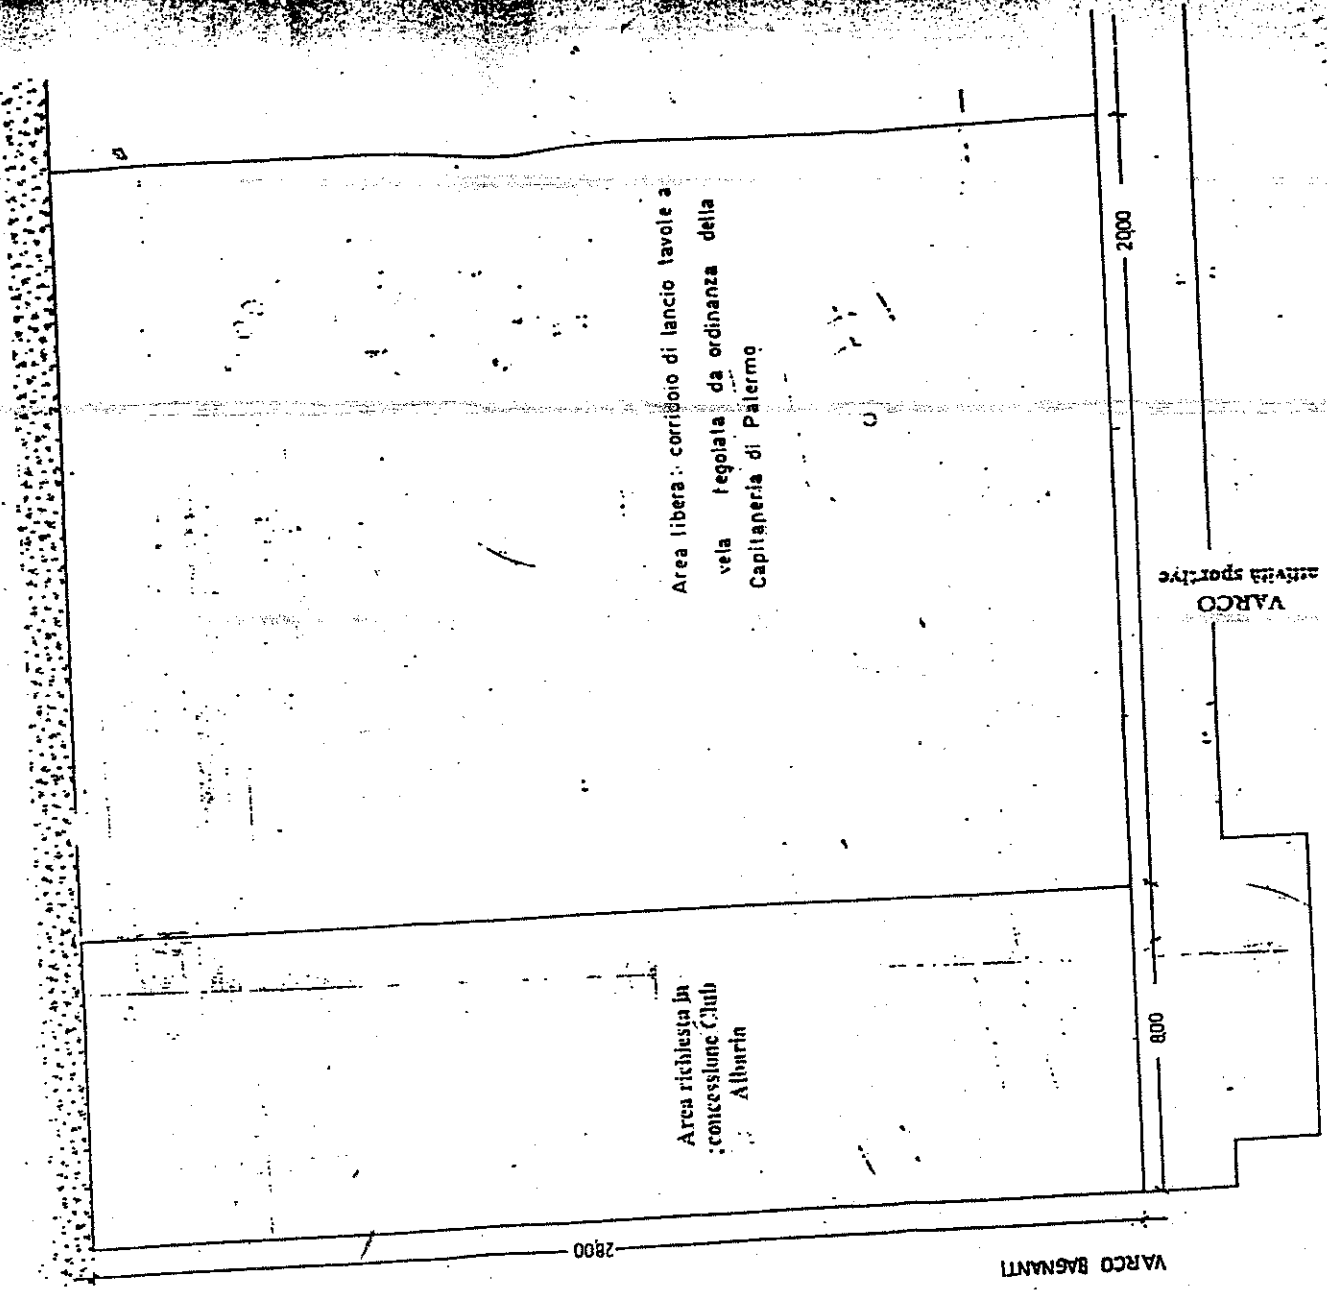 Area libera : corridoio di lancio tavole a
vela regolata da ordinanza della
Capitaneria di Palermo
2000
VARCO
attività sportive
Area richiesta in
concessione Club
Albaria
800
2800
VARCO BAGNANTI